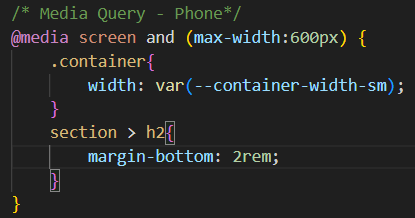 /* Media Query - Phone*/
@media screen and (max-width:600px) {
    .container{
        width: var(--container-width-sm);
    }
    section > h2{
        margin-bottom: 2rem;
    }
}